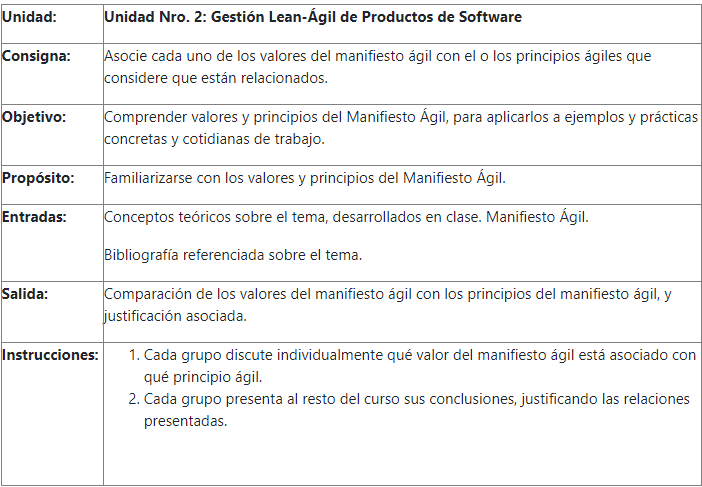 Unidad: Unidad Nro. 2: Gestión Lean-Ágil de Productos de Software
Consigna: Asocie cada uno de los valores del manifiesto ágil con el o los principios ágiles que
considere que están relacionados.
Objetivo: Comprender valores y principios del Manifiesto Ágil, para aplicarlos a ejemplos y prácticas
concretas y cotidianas de trabajo.
Propósito: Familiarizarse con los valores y principios del Manifiesto Ágil.
Entradas: Conceptos teóricos sobre el tema, desarrollados en clase. Manifiesto Ágil.
Bibliografía referenciada sobre el tema.
Salida: Comparación de los valores del manifiesto ágil con los principios del manifiesto ágil, y
justificación asociada.
Instrucciones: 1. Cada grupo discute individualmente qué valor del manifiesto ágil está asociado con
qué principio ágil.
2. Cada grupo presenta al resto del curso sus conclusiones, justificando las relaciones
presentadas.